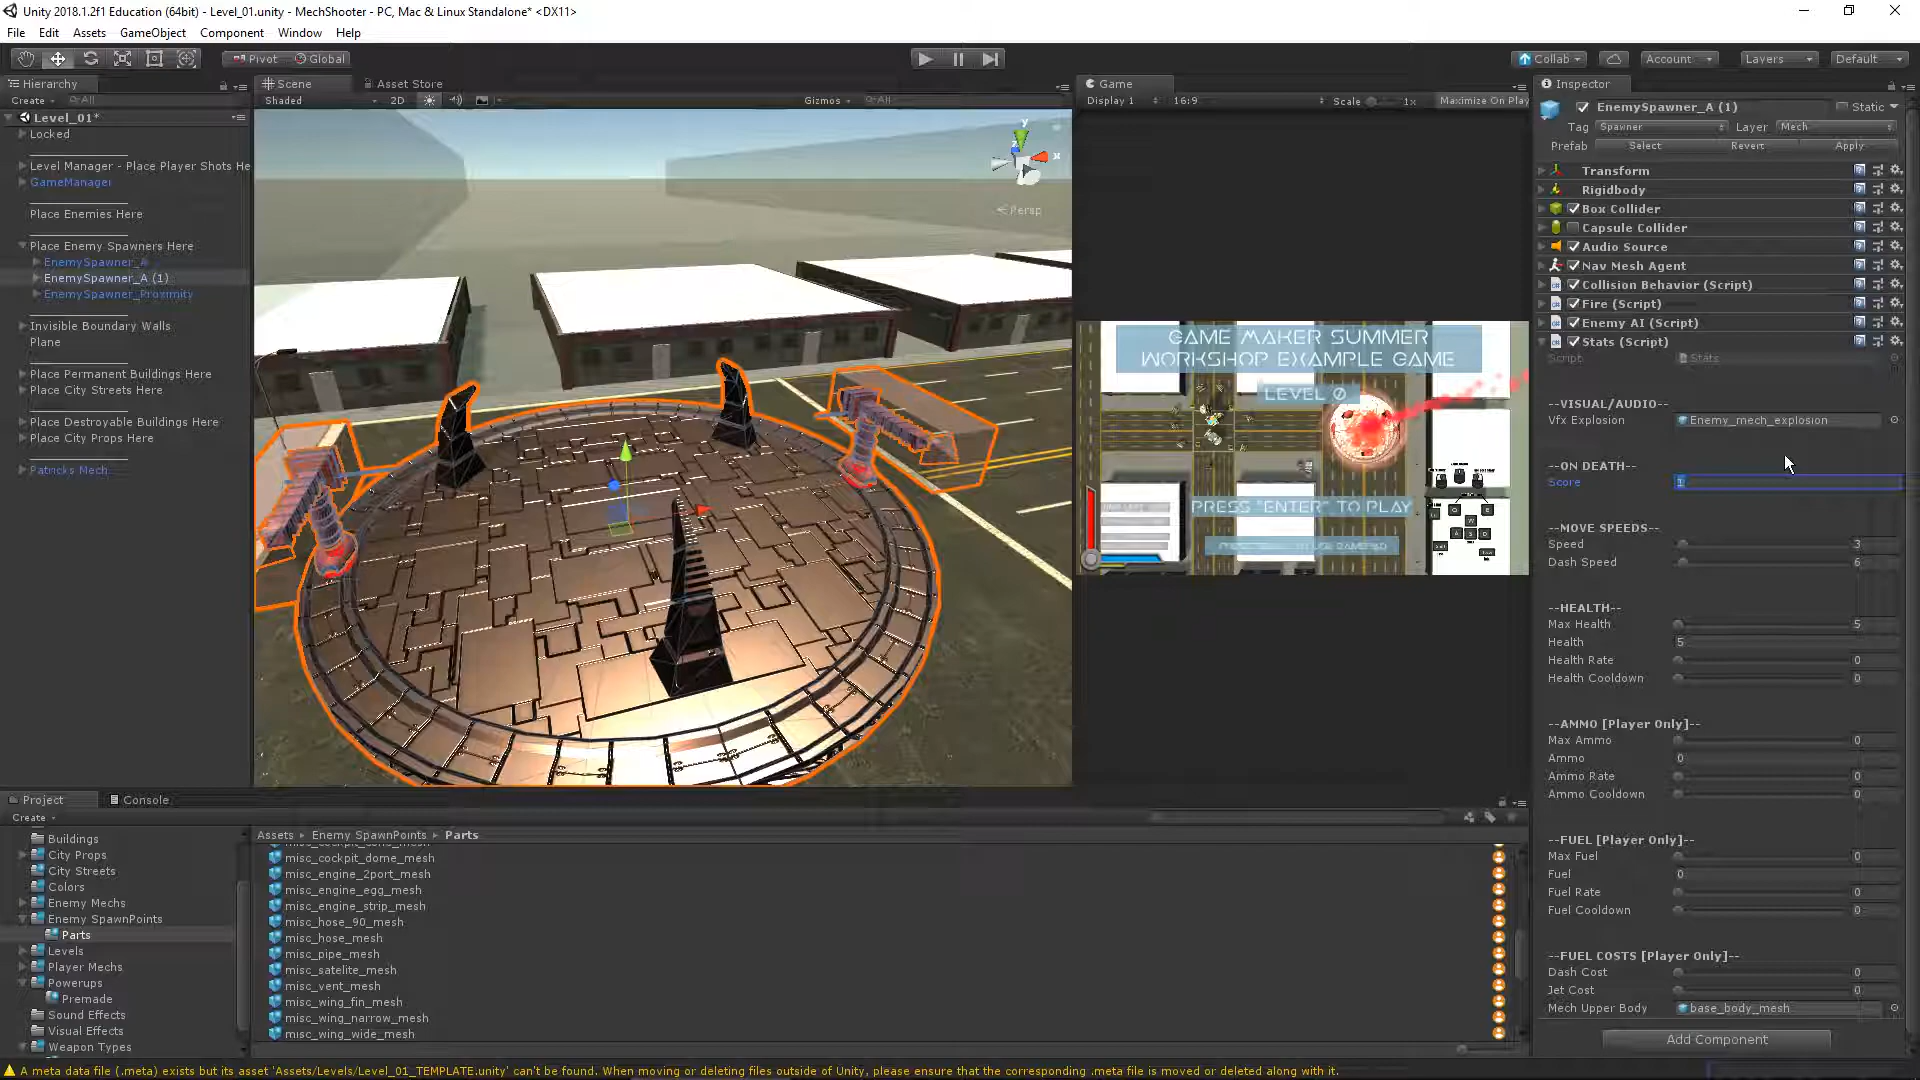 Unity 2018.1.2f1 Education (64bit) - Level_01.unity - MechShooter - PC, Mac & Linux Standalone* <DX11>
File Edit Assets GameObject Component Window Help
Pivot Global Collab Account Layers Default
Hierarchy
Create All
Level_01*
Locked
Level Manager - Place Player Shots He
GameManager
Place Enemies Here
Place Enemy Spawners Here
EnemySpawner_A
EnemySpawner_A (1)
EnemySpawner_Proximity
Invisible Boundary Walls
Plane
Place Permanent Buildings Here
Place City Streets Here
Place Destroyable Buildings Here
Place City Props Here
Patricks Mech
Scene Asset Store
Shaded 2D Gizmos All
y
x
Persp
Game
Display 1 16:9 Scale 1x Maximize On Play
GAME MAKER SUMMER
WORKSHOP EXAMPLE GAME
LEVEL 0
PRESS "ENTER" TO PLAY
Inspector
EnemySpawner_A (1) Static
Tag Spawner Layer Mech
Prefab Select Revert Apply
Transform
Rigidbody
Box Collider
Capsule Collider
Audio Source
Nav Mesh Agent
Collision Behavior (Script)
Fire (Script)
Enemy AI (Script)
Stats (Script)
Script Stats
--VISUAL/AUDIO--
Vfx Explosion Enemy_mech_explosion
--ON DEATH--
Score 1
--MOVE SPEEDS--
Speed 3
Dash Speed 6
--HEALTH--
Max Health 5
Health 5
Health Rate 0
Health Cooldown 0
--AMMO [Player Only]--
Max Ammo 0
Ammo 0
Ammo Rate 0
Ammo Cooldown 0
--FUEL [Player Only]--
Max Fuel 0
Fuel 0
Fuel Rate 0
Fuel Cooldown 0
--FUEL COSTS [Player Only]--
Dash Cost 0
Jet Cost 0
Mech Upper Body base_body_mesh
Add Component
Project Console
Create
Buildings
City Props
City Streets
Colors
Enemy Mechs
Enemy SpawnPoints
Parts
Levels
Player Mechs
Powerups
Premade
Sound Effects
Visual Effects
Weapon Types
Assets Enemy SpawnPoints Parts
misc_cockpit_dome_mesh
misc_engine_2port_mesh
misc_engine_egg_mesh
misc_engine_strip_mesh
misc_hose_90_mesh
misc_hose_mesh
misc_pipe_mesh
misc_satelite_mesh
misc_vent_mesh
misc_wing_fin_mesh
misc_wing_narrow_mesh
misc_wing_wide_mesh
A meta data file (.meta) exists but its asset 'Assets/Levels/Level_01_TEMPLATE.unity' can't be found. When moving or deleting files outside of Unity, please ensure that the corresponding .meta file is moved or deleted along with it.